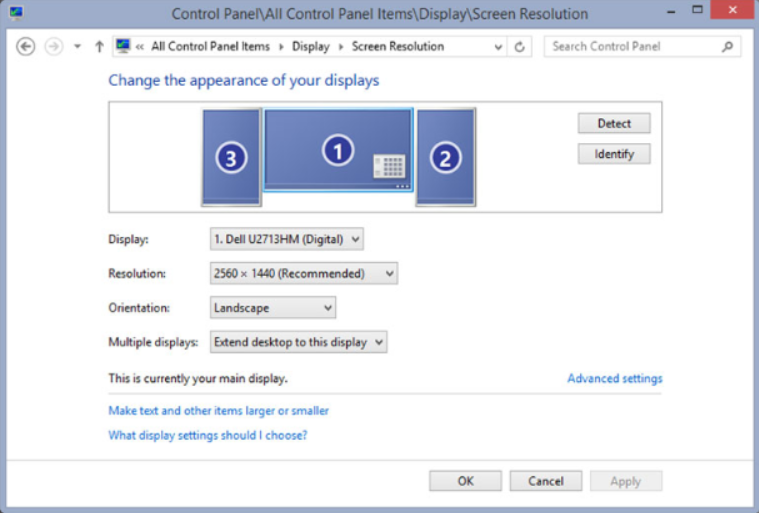 Control Panel\All Control Panel Items\Display\Screen Resolution
« All Control Panel Items Display Screen Resolution Search Control Panel
Change the appearance of your displays
3 1 2
Detect
Identify
Display: 1. Dell U2713HM (Digital)
Resolution: 2560 × 1440 (Recommended)
Orientation: Landscape
Multiple displays: Extend desktop to this display
This is currently your main display. Advanced settings
Make text and other items larger or smaller
What display settings should I choose?
OK Cancel Apply